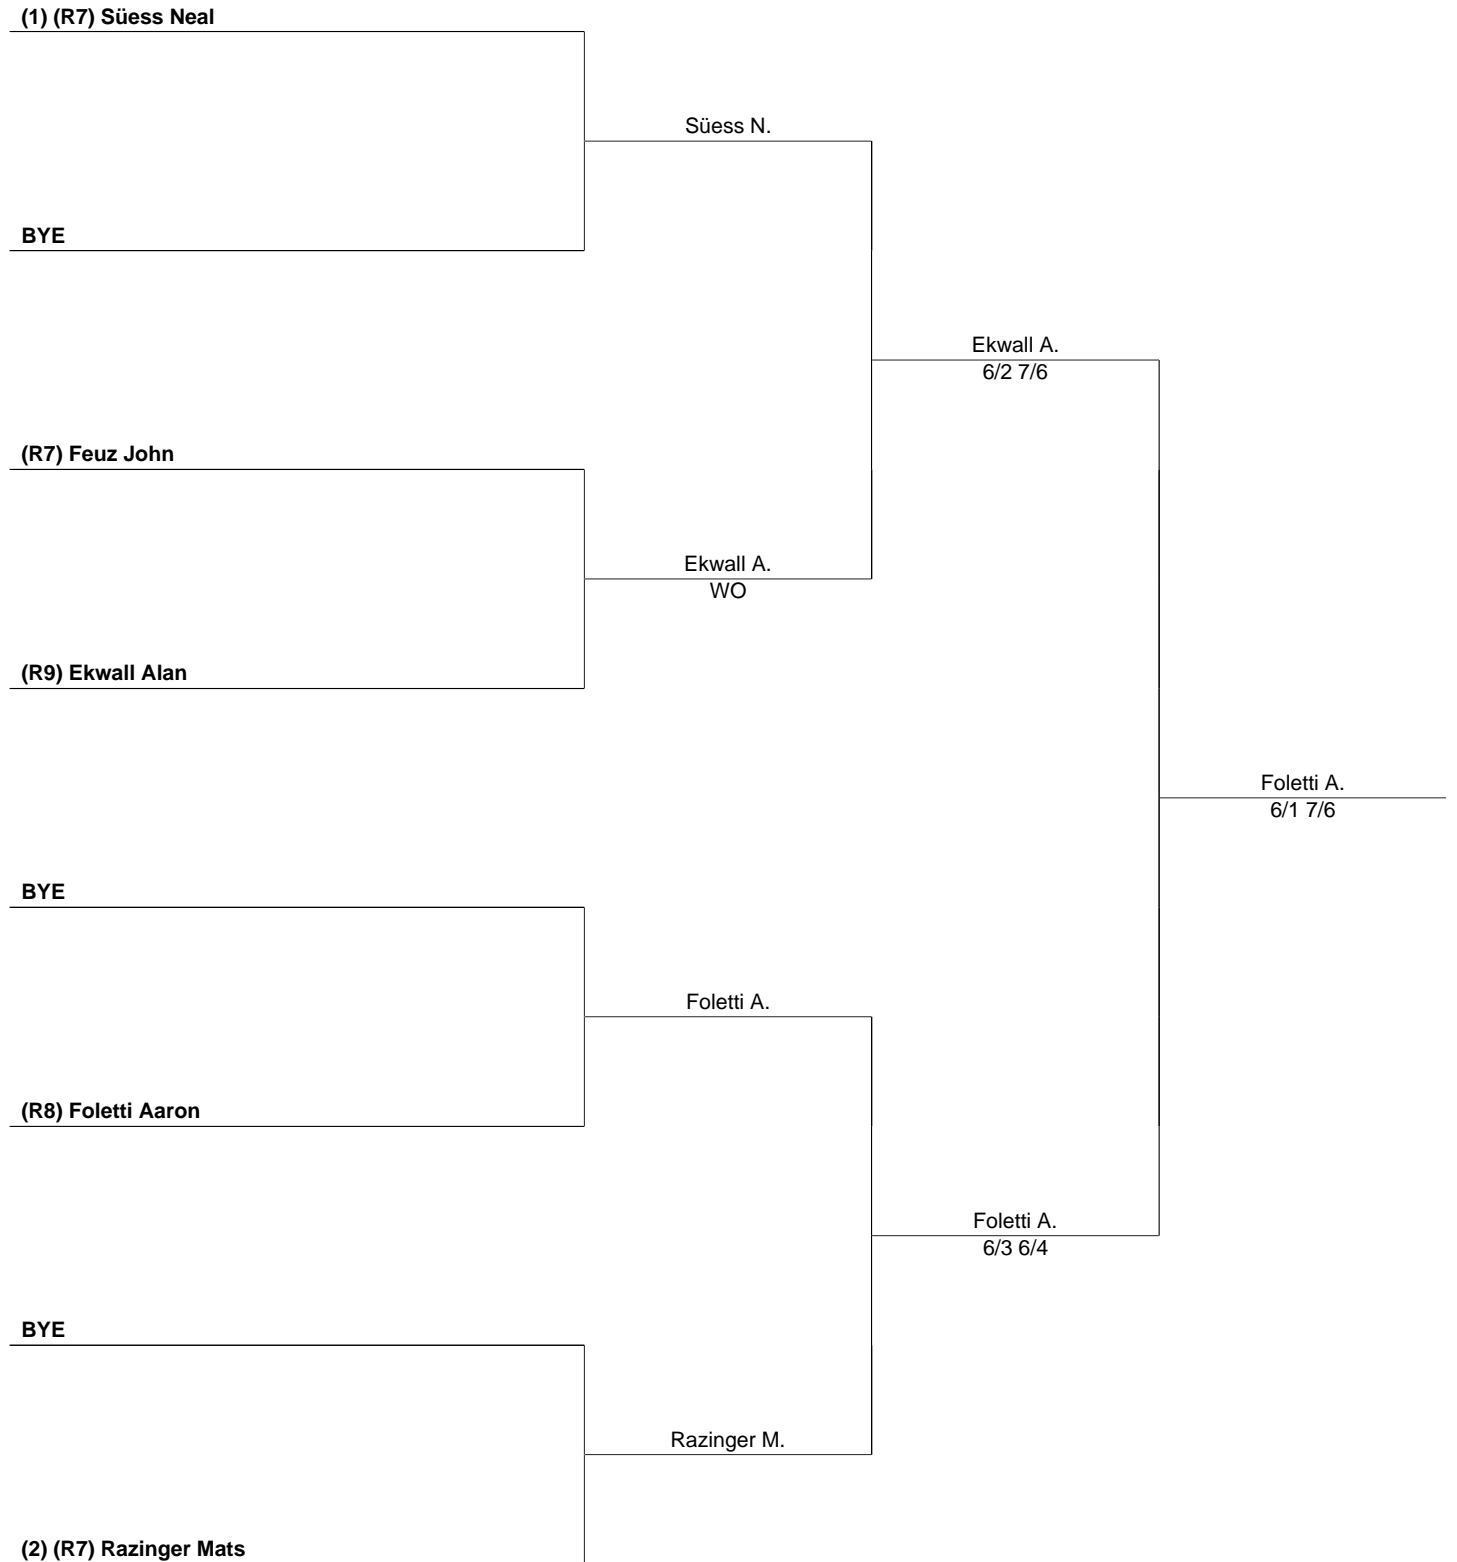 (1) (R7) Süess Neal
Süess N.
BYE
Ekwall A.
6/2 7/6
(R7) Feuz John
Ekwall A.
WO
(R9) Ekwall Alan
Foletti A.
6/1 7/6
BYE
Foletti A.
(R8) Foletti Aaron
Foletti A.
6/3 6/4
BYE
Razinger M.
(2) (R7) Razinger Mats